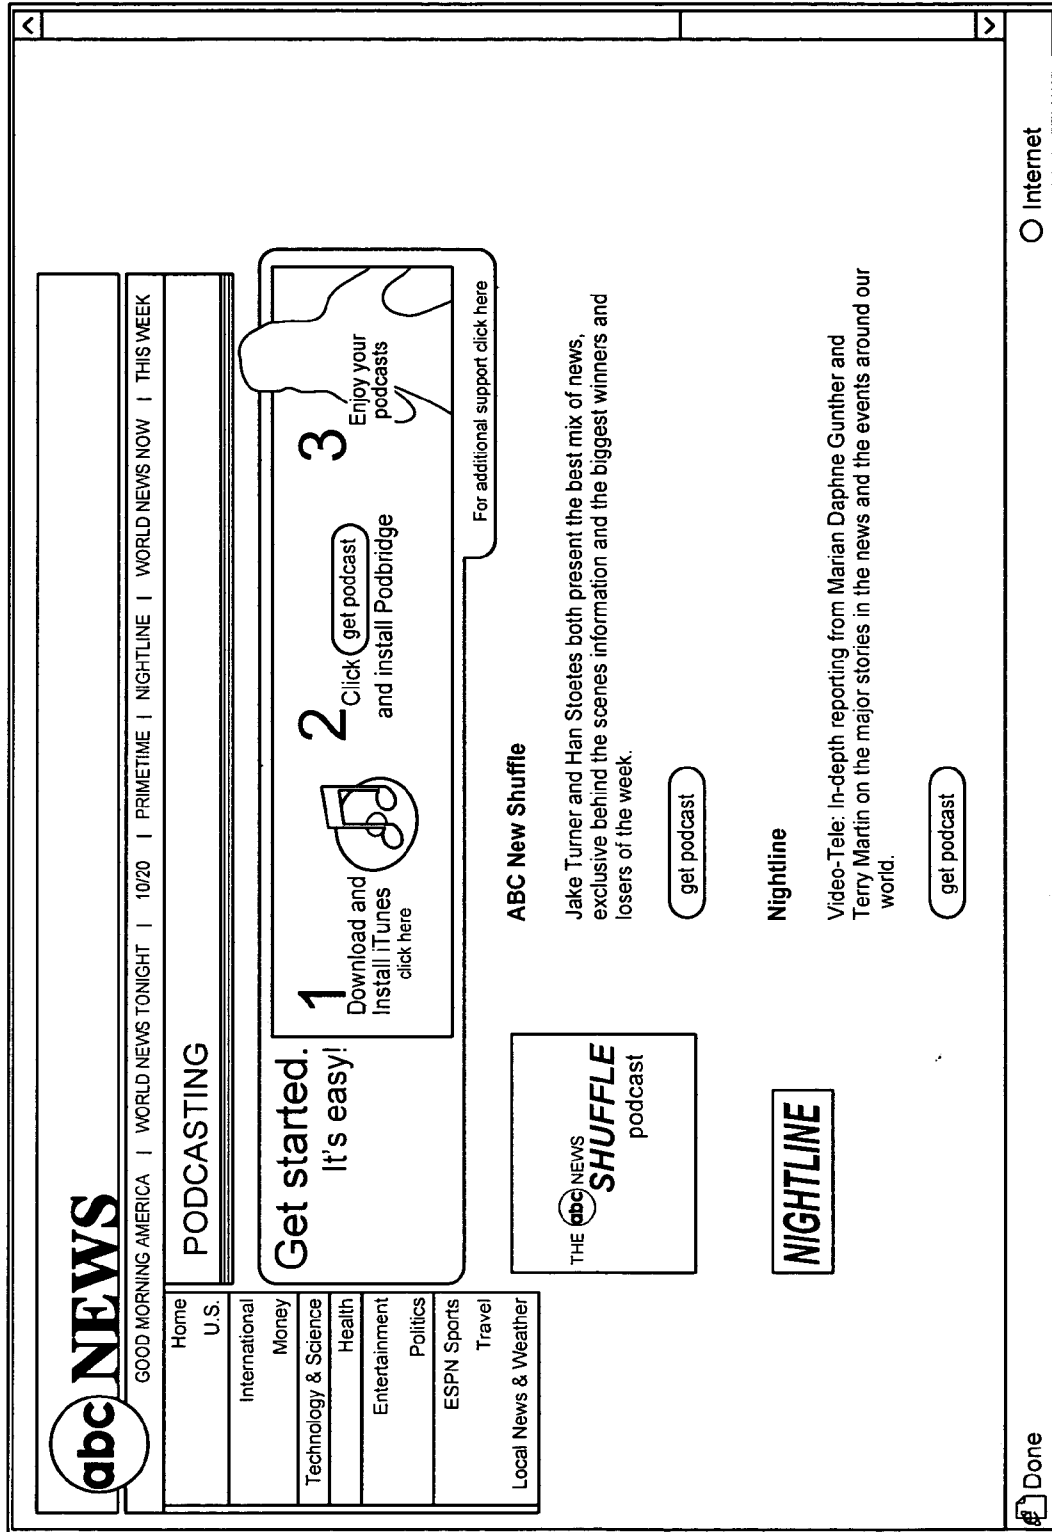 abc NEWS
GOOD MORNING AMERICA | WORLD NEWS TONIGHT | 10/20 | PRIMETIME | NIGHTLINE | WORLD NEWS NOW | THIS WEEK
Home
U.S.
International
Money
Technology & Science
Health
Entertainment
Politics
ESPN Sports
Travel
Local News & Weather
PODCASTING
Get started.
It's easy!
1
Download and
Install iTunes
click here
2
Click get podcast
and install Podbridge
3
Enjoy your
podcasts
For additional support click here
THE abc NEWS
SHUFFLE
podcast
ABC New Shuffle
Jake Turner and Han Stoetes both present the best mix of news,
exclusive behind the scenes information and the biggest winners and
losers of the week.
get podcast
NIGHTLINE
Nightline
Video-Tele: In-depth reporting from Marian Daphne Gunther and
Terry Martin on the major stories in the news and the events around our
world.
get podcast
Done
Internet